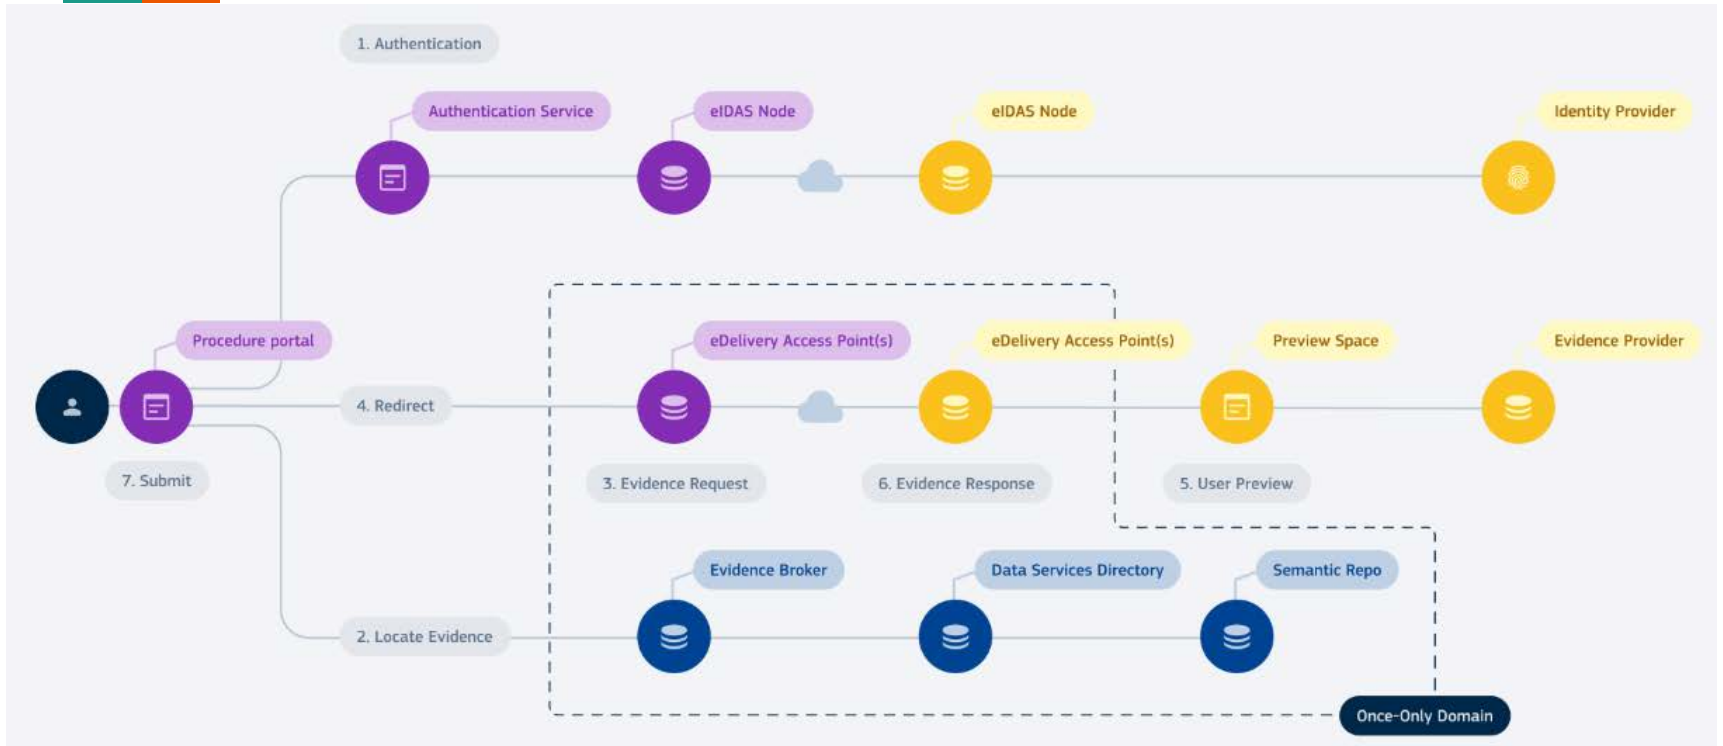 1. Authentication
Authentication Service
eIDAS Node
eIDAS Node
Identity Provider
Procedure portal
eDelivery Access Point(s)
eDelivery Access Point(s)
Preview Space
Evidence Provider
4. Redirect
7. Submit
3. Evidence Request
6. Evidence Response
5. User Preview
Evidence Broker
Data Services Directory
Semantic Repo
2. Locate Evidence
Once-Only Domain